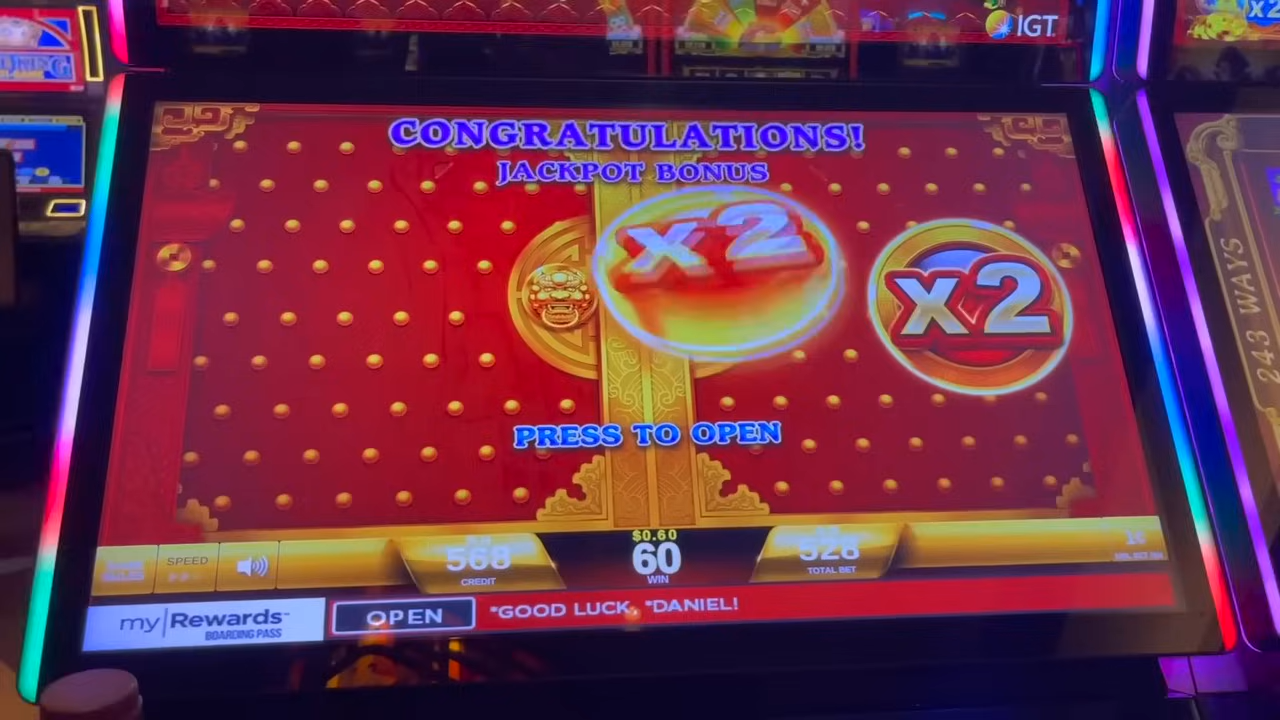 IGT
CONGRATULATIONS!
JACKPOT BONUS
x2
x2
PRESS TO OPEN
243 WAYS
SPEED
568
CREDIT
$0.60
60
WIN
528
TOTAL BET
my|Rewards
BOARDING PASS
OPEN
*GOOD LUCK, *DANIEL!